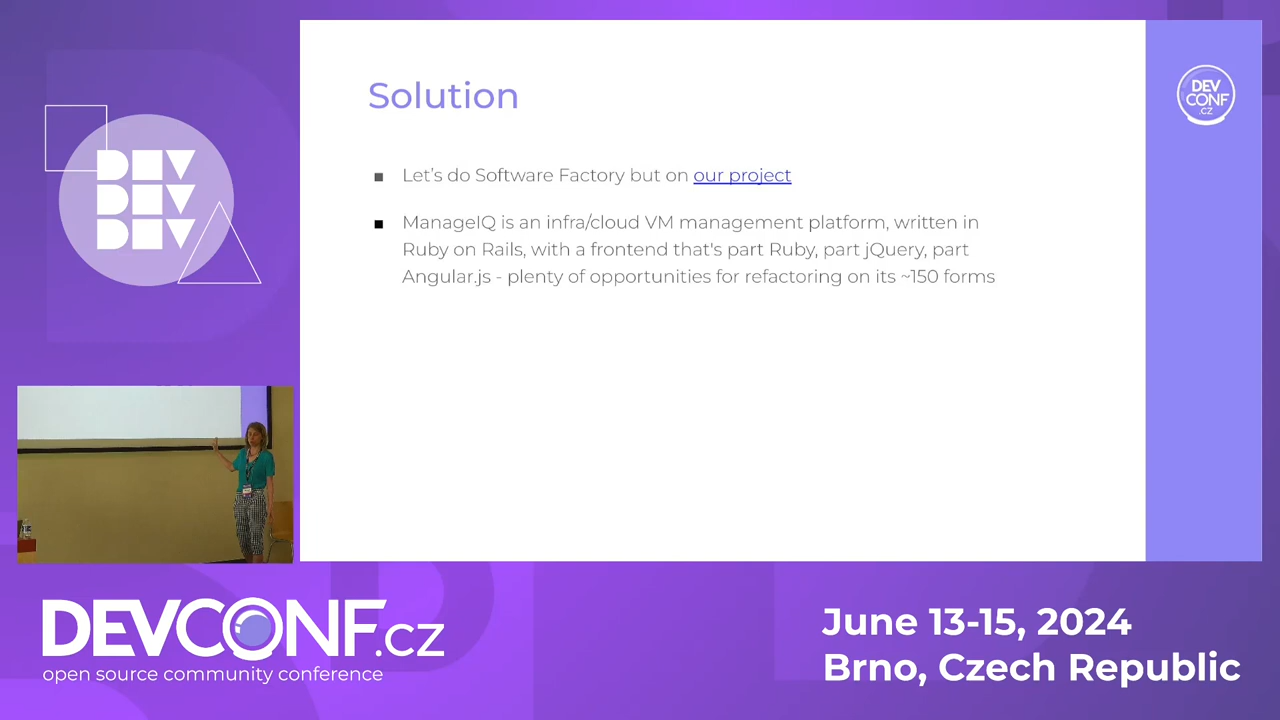 Solution
Let's do Software Factory but on our project
ManageIQ is an infra/cloud VM management platform, written in
Ruby on Rails, with a frontend that's part Ruby, part jQuery, part
Angular.js - plenty of opportunities for refactoring on its ~150 forms
DEV
CONF
.CZ
DEV
DEV
DEV
DEVCONF.cz
open source community conference
June 13-15, 2024
Brno, Czech Republic